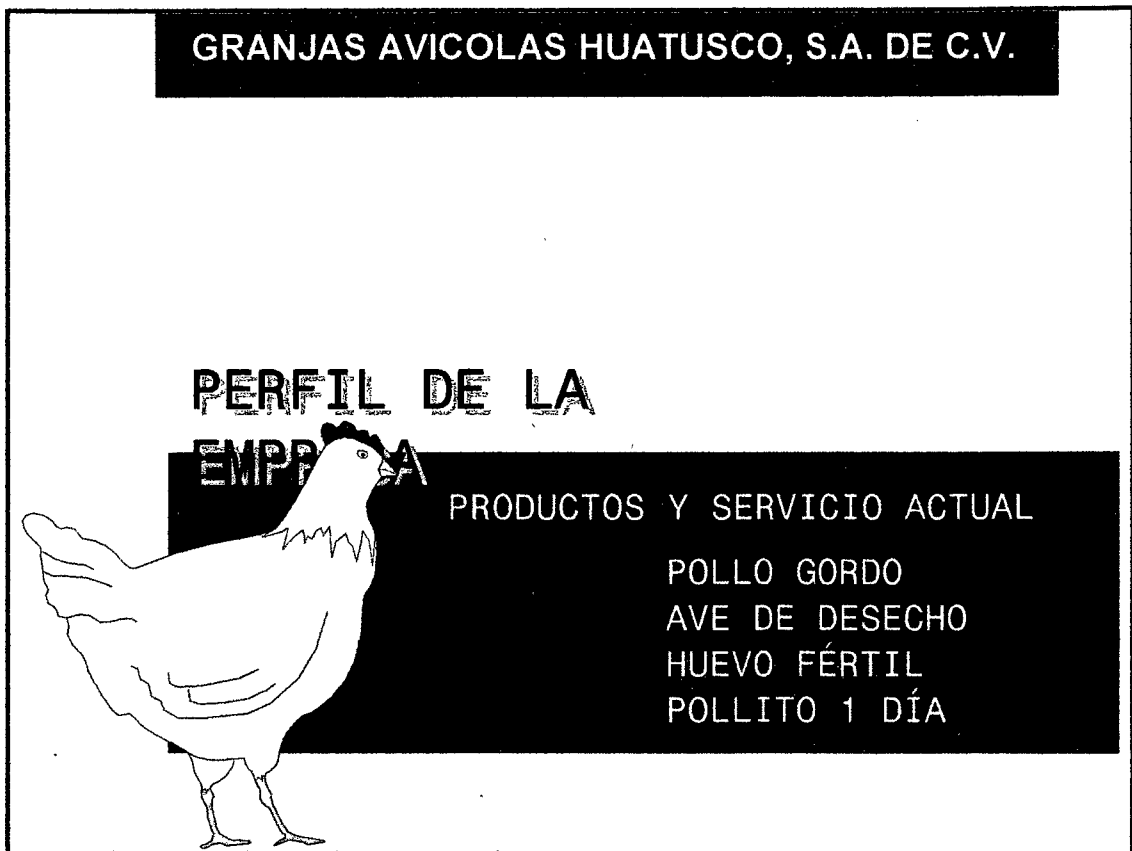 GRANJAS AVICOLAS HUATUSCO, S.A. DE C.V.
PERFIL DE LA
EMPRESA
PRODUCTOS Y SERVICIO ACTUAL
POLLO GORDO
AVE DE DESECHO
HUEVO FÉRTIL
POLLITO 1 DÍA